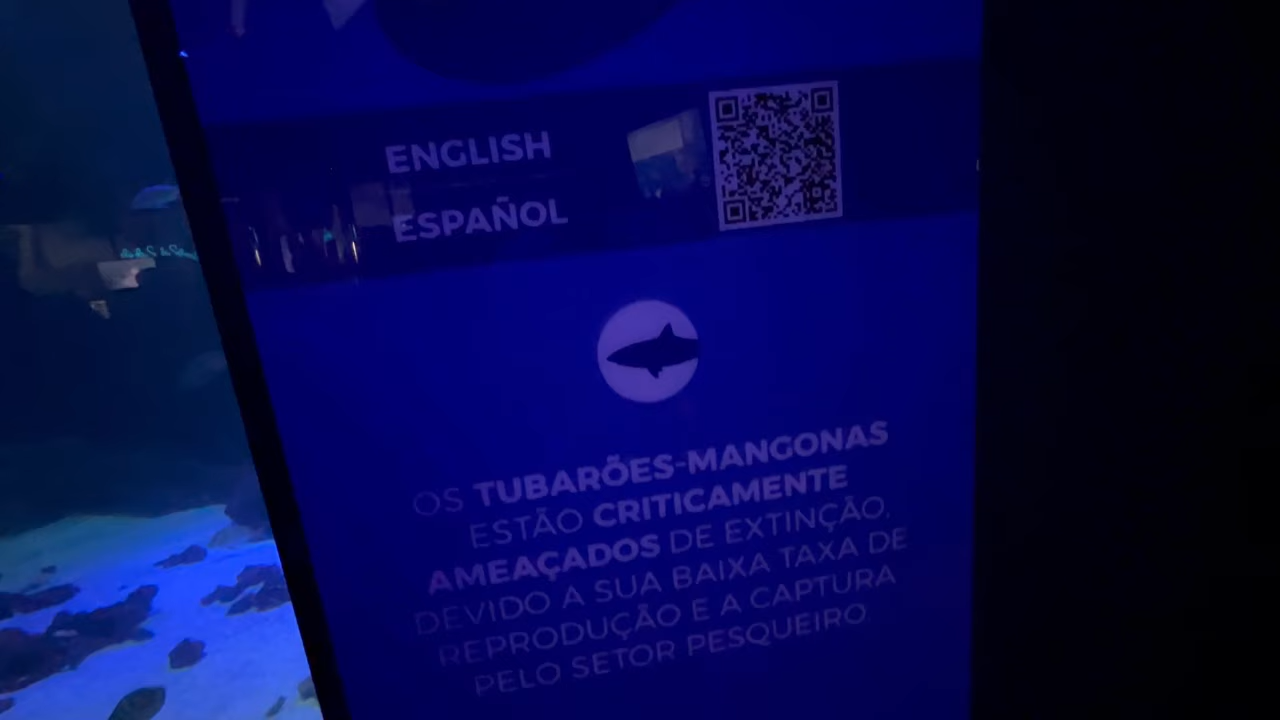 ENGLISH
ESPAÑOL
OS TUBARÕES-MANGONAS
ESTÃO CRITICAMENTE
AMEAÇADOS DE EXTINÇÃO,
DEVIDO A SUA BAIXA TAXA DE
REPRODUÇÃO E A CAPTURA
PELO SETOR PESQUEIRO.